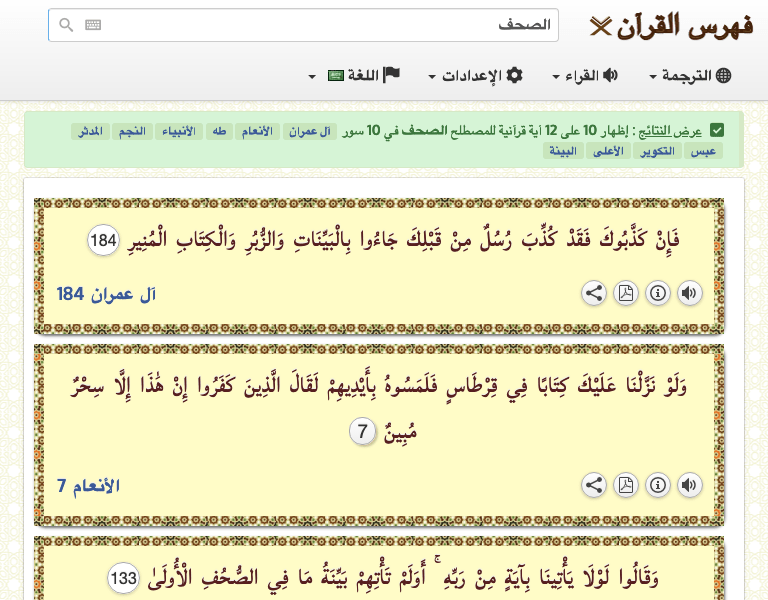 فهرس القرآن
الصحف
الترجمة
القراء
الإعدادات
اللغة
عرض النتائج : إظهار 10 على 12 آية قرآنية للمصطلح الصحف في 10 سور آل عمران الأنعام طه الأنبياء النجم المدثر
عبس التكوير الأعلى البينة
فَإِنْ كَذَّبُوكَ فَقَدْ كُذِّبَ رُسُلٌ مِنْ قَبْلِكَ جَاءُوا بِالْبَيِّنَاتِ وَالزُّبُرِ وَالْكِتَابِ الْمُنِيرِ 184
آل عمران 184
وَلَوْ نَزَّلْنَا عَلَيْكَ كِتَابًا فِي قِرْطَاسٍ فَلَمَسُوهُ بِأَيْدِيهِمْ لَقَالَ الَّذِينَ كَفَرُوا إِنْ هَٰذَا إِلَّا سِحْرٌ
مُبِينٌ 7
الأنعام 7
وَقَالُوا لَوْلَا يَأْتِينَا بِآيَةٍ مِنْ رَبِّهِ ۚ أَوَلَمْ تَأْتِهِمْ بَيِّنَةُ مَا فِي الصُّحُفِ الْأُولَىٰ 133